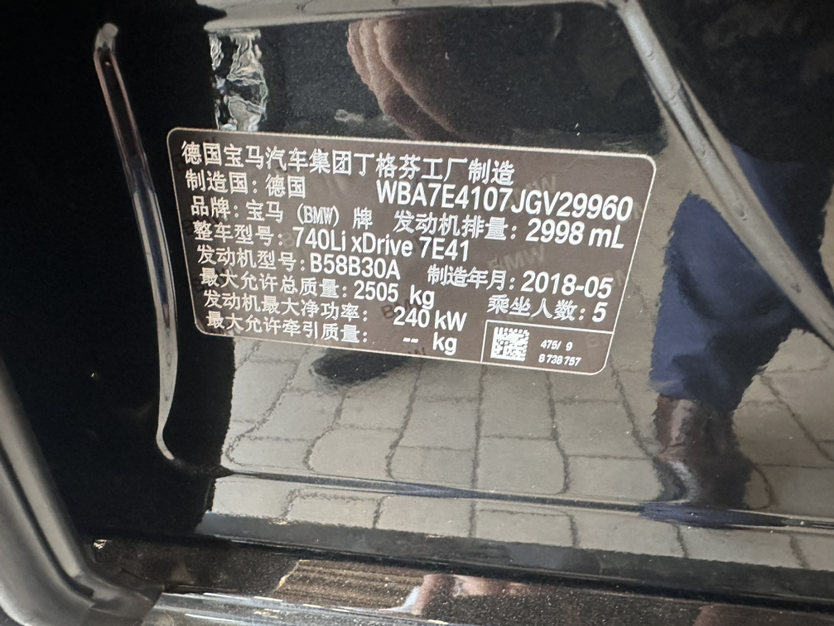 德国宝马汽车集团丁格芬工厂制造
制造国：德国 WBA7E4107JGV29960
品牌：宝马（BMW）牌 发动机排量：2998 mL
整车型号：740Li xDrive 7E41
发动机型号：B58B30A 制造年月：2018-05
最大允许总质量：2505 kg 乘坐人数：5
发动机最大净功率： 240 kW
最大允许牵引质量： -- kg
475/ 9
8 738 757